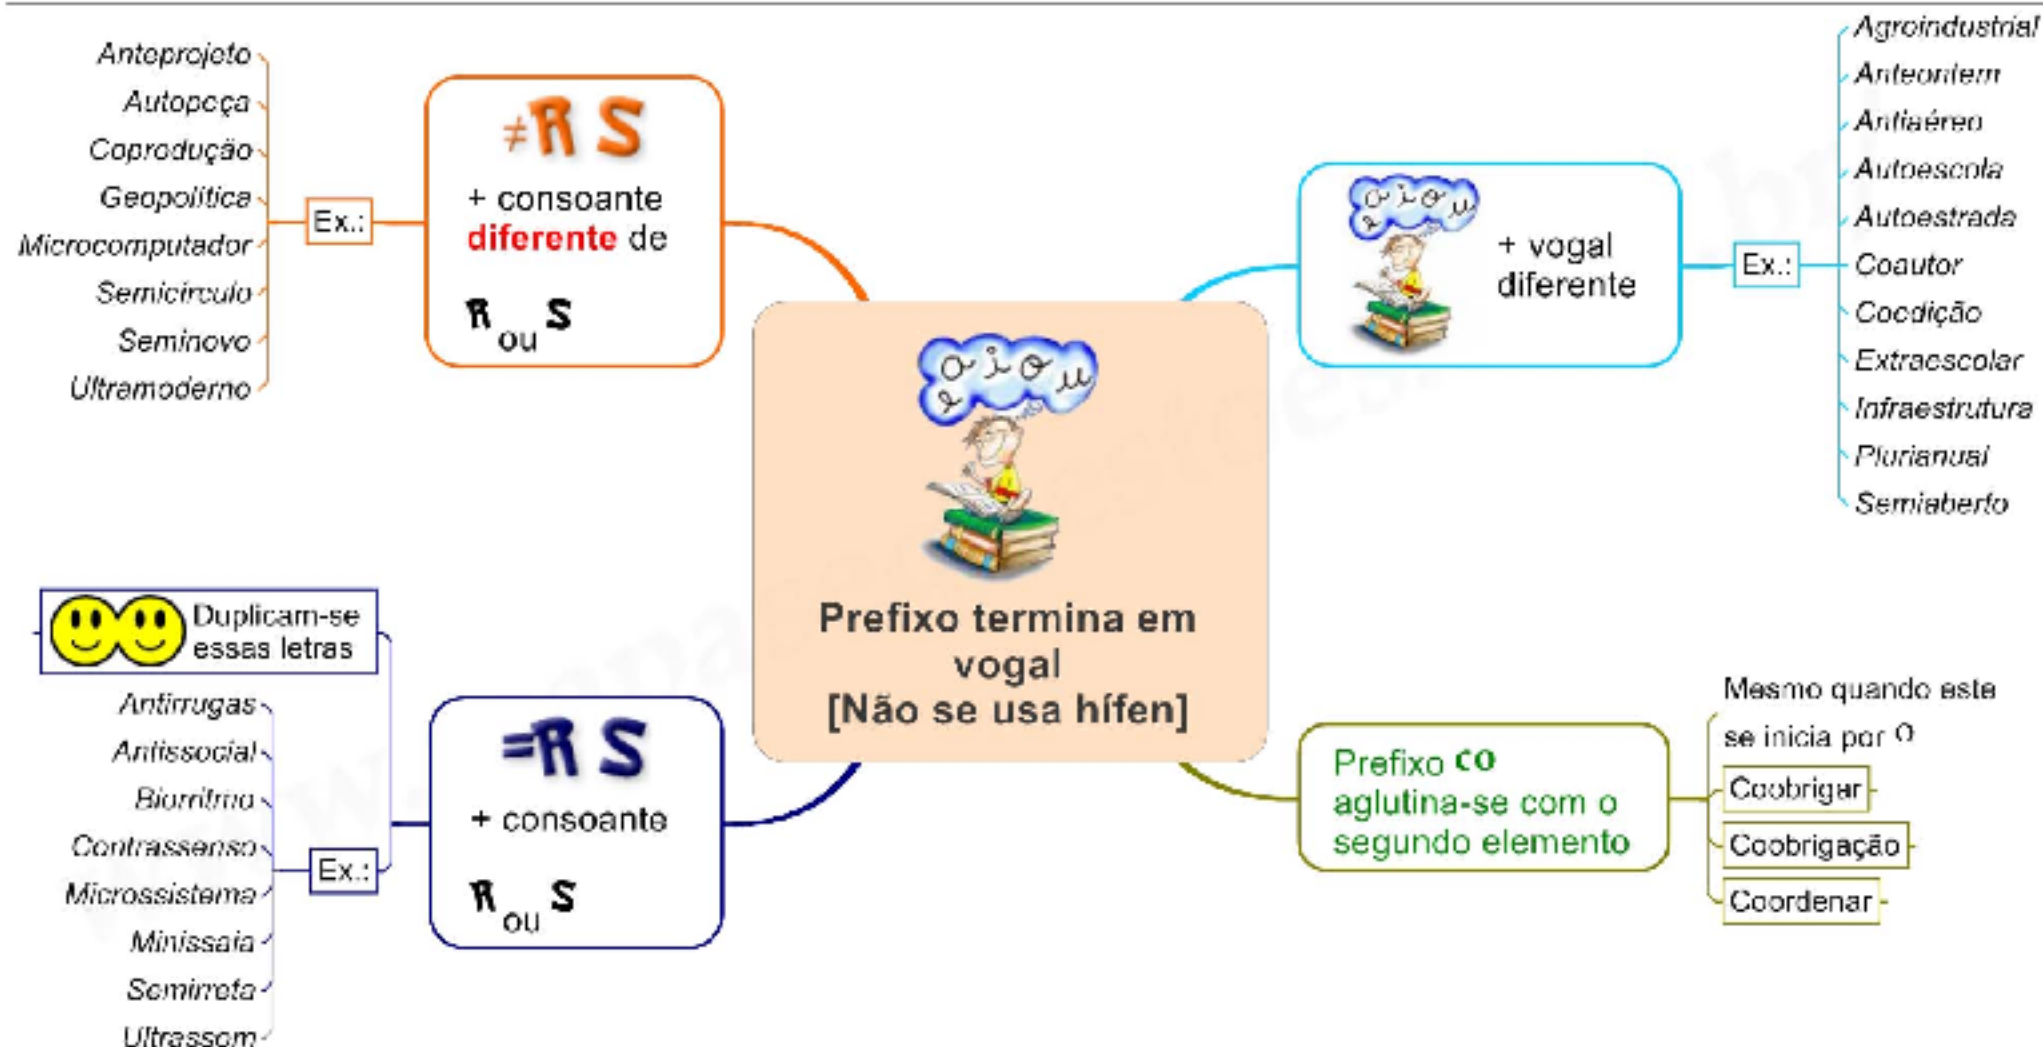 Anteprojeto
Autopeça
Coprodução
Geopolítica
Microcomputador
Semicírculo
Seminovo
Ultramoderno
Ex.:
≠R S
+ consoante
diferente de
R ou S
a e i o u
+ vogal
diferente
Ex.:
Agroindustrial
Anteontem
Antiaéreo
Autoescola
Autoestrada
Coautor
Coedição
Extraescolar
Infraestrutura
Plurianual
Semiaberto
a e i o u
Prefixo termina em
vogal
[Não se usa hífen]
Duplicam-se
essas letras
Antirrugas
Antissocial
Biorritmo
Contrassenso
Microssistema
Minissaia
Semirreta
Ultrassom
Ex.:
=R S
+ consoante
R ou S
Prefixo co
aglutina-se com o
segundo elemento
Mesmo quando este
se inicia por O
Coobrigar
Coobrigação
Coordenar